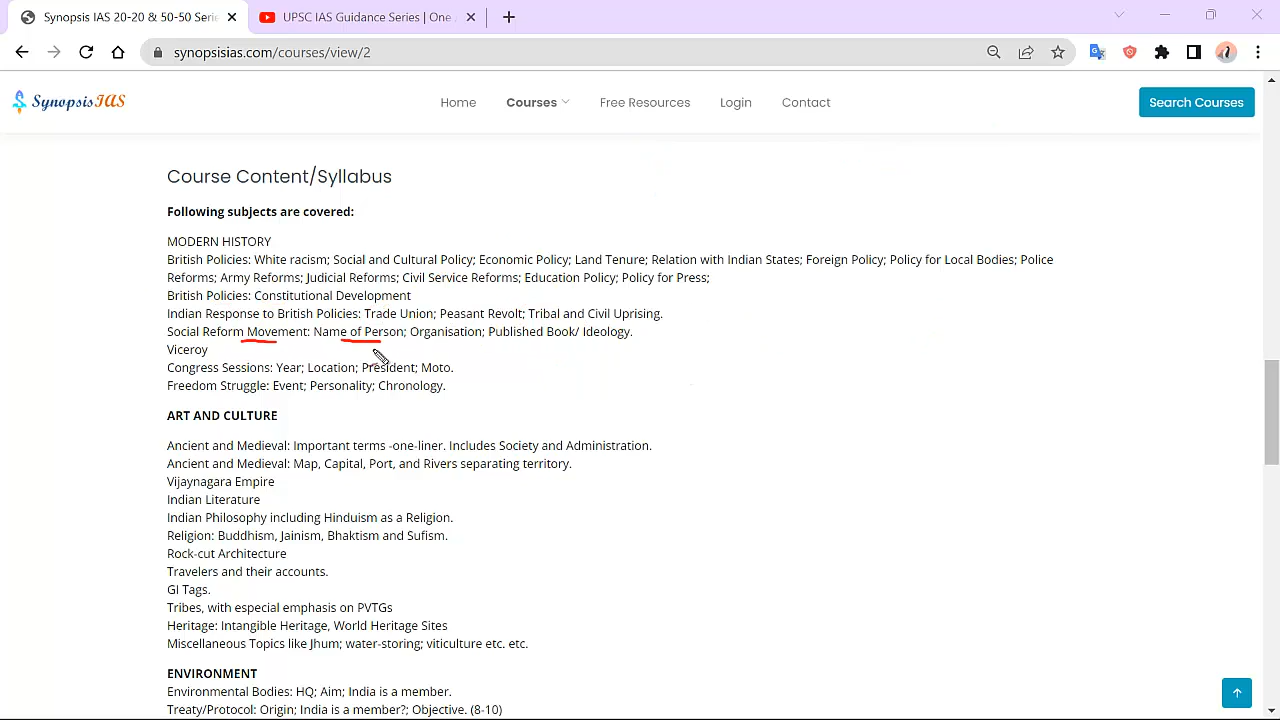 Synopsis IAS 20-20 & 50-50 Serie
UPSC IAS Guidance Series | One
synopsisias.com/courses/view/2
SynopsisIAS
Home
Courses
Free Resources
Login
Contact
Search Courses
Course Content/Syllabus
Following subjects are covered:
MODERN HISTORY
British Policies: White racism; Social and Cultural Policy; Economic Policy; Land Tenure; Relation with Indian States; Foreign Policy; Policy for Local Bodies; Police
Reforms; Army Reforms; Judicial Reforms; Civil Service Reforms; Education Policy; Policy for Press;
British Policies: Constitutional Development
Indian Response to British Policies: Trade Union; Peasant Revolt; Tribal and Civil Uprising.
Social Reform Movement: Name of Person; Organisation; Published Book/ Ideology.
Viceroy
Congress Sessions: Year; Location; President; Moto.
Freedom Struggle: Event; Personality; Chronology.
ART AND CULTURE
Ancient and Medieval: Important terms -one-liner. Includes Society and Administration.
Ancient and Medieval: Map, Capital, Port, and Rivers separating territory.
Vijaynagara Empire
Indian Literature
Indian Philosophy including Hinduism as a Religion.
Religion: Buddhism, Jainism, Bhaktism and Sufism.
Rock-cut Architecture
Travelers and their accounts.
GI Tags.
Tribes, with especial emphasis on PVTGs
Heritage: Intangible Heritage, World Heritage Sites
Miscellaneous Topics like Jhum; water-storing; viticulture etc. etc.
ENVIRONMENT
Environmental Bodies: HQ; Aim; India is a member.
Treaty/Protocol: Origin; India is a member?; Objective. (8-10)